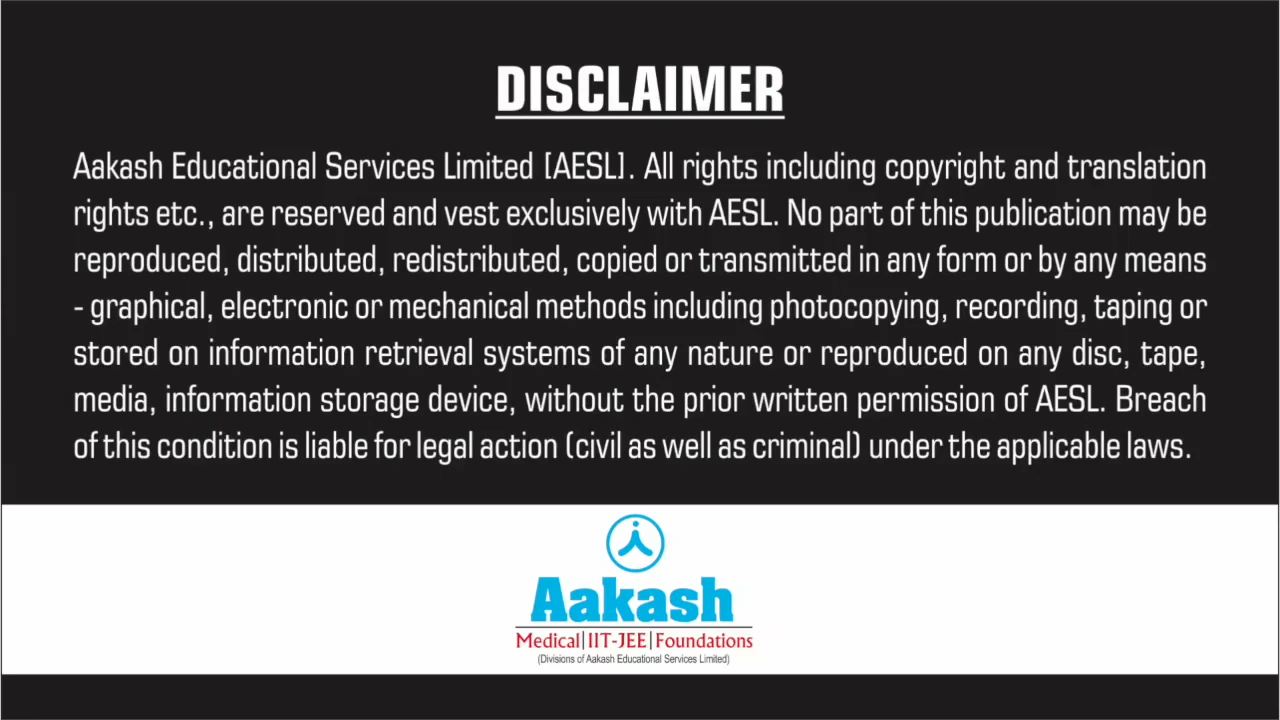 DISCLAIMER
Aakash Educational Services Limited [AESL]. All rights including copyright and translation
rights etc., are reserved and vest exclusively with AESL. No part of this publication may be
reproduced, distributed, redistributed, copied or transmitted in any form or by any means
- graphical, electronic or mechanical methods including photocopying, recording, taping or
stored on information retrieval systems of any nature or reproduced on any disc, tape,
media, information storage device, without the prior written permission of AESL. Breach
of this condition is liable for legal action (civil as well as criminal) under the applicable laws.
Aakash
Medical|IIT-JEE|Foundations
(Divisions of Aakash Educational Services Limited)